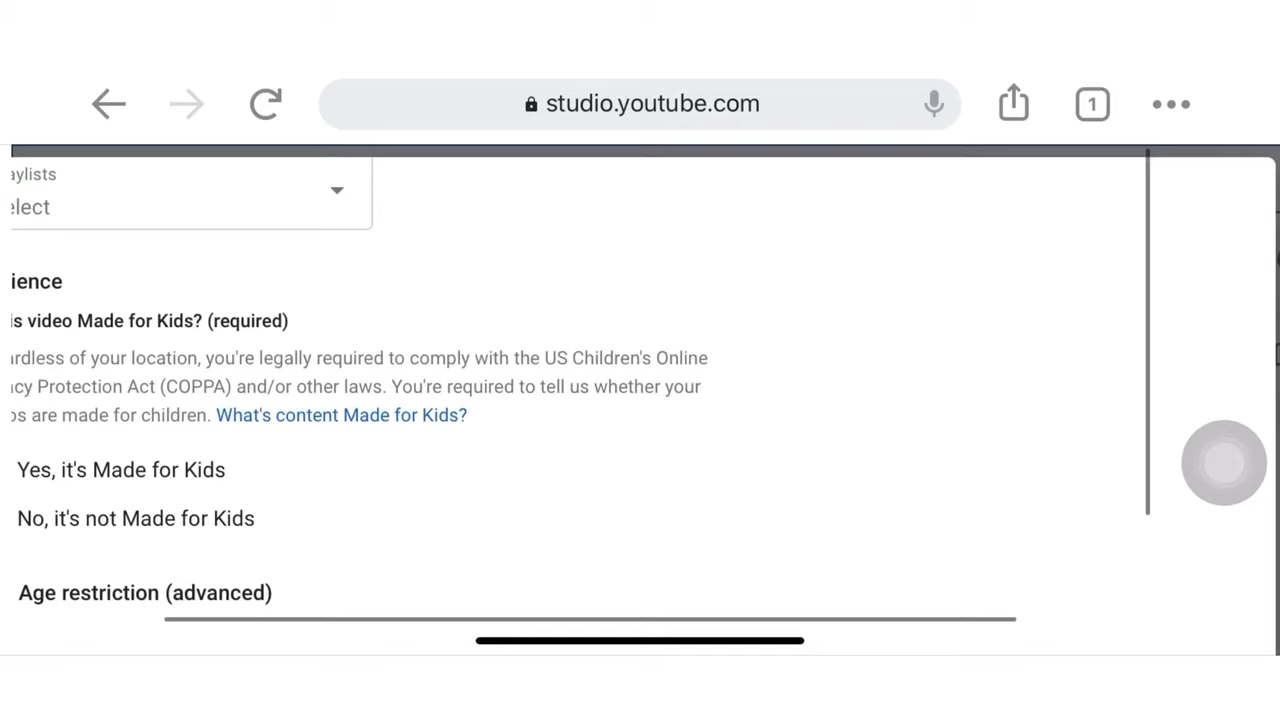 studio.youtube.com
1
aylists
elect
ience
is video Made for Kids? (required)
ardless of your location, you're legally required to comply with the US Children's Online
acy Protection Act (COPPA) and/or other laws. You're required to tell us whether your
os are made for children. What's content Made for Kids?
Yes, it's Made for Kids
No, it's not Made for Kids
Age restriction (advanced)